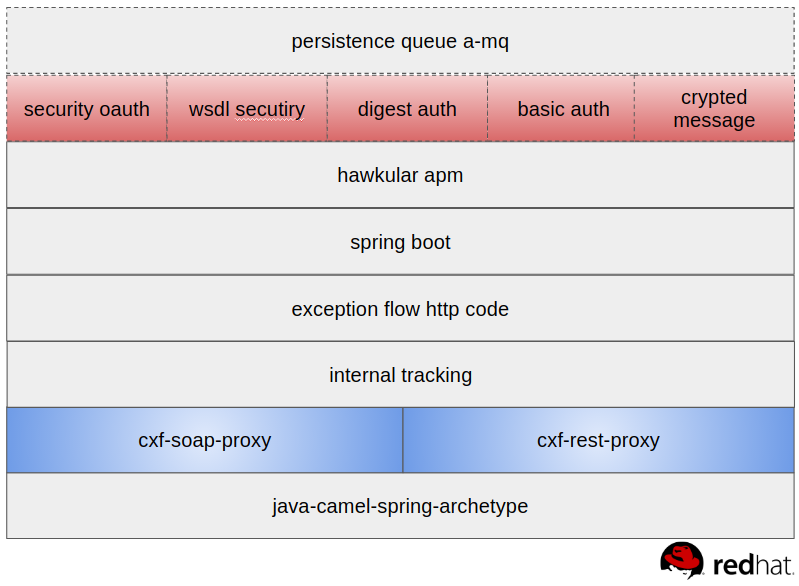 persistence queue a-mq
security oauth
wsdl secutiry
digest auth
basic auth
crypted
message
hawkular apm
spring boot
exception flow http code
internal tracking
cxf-soap-proxy
cxf-rest-proxy
java-camel-spring-archetype
redhat.